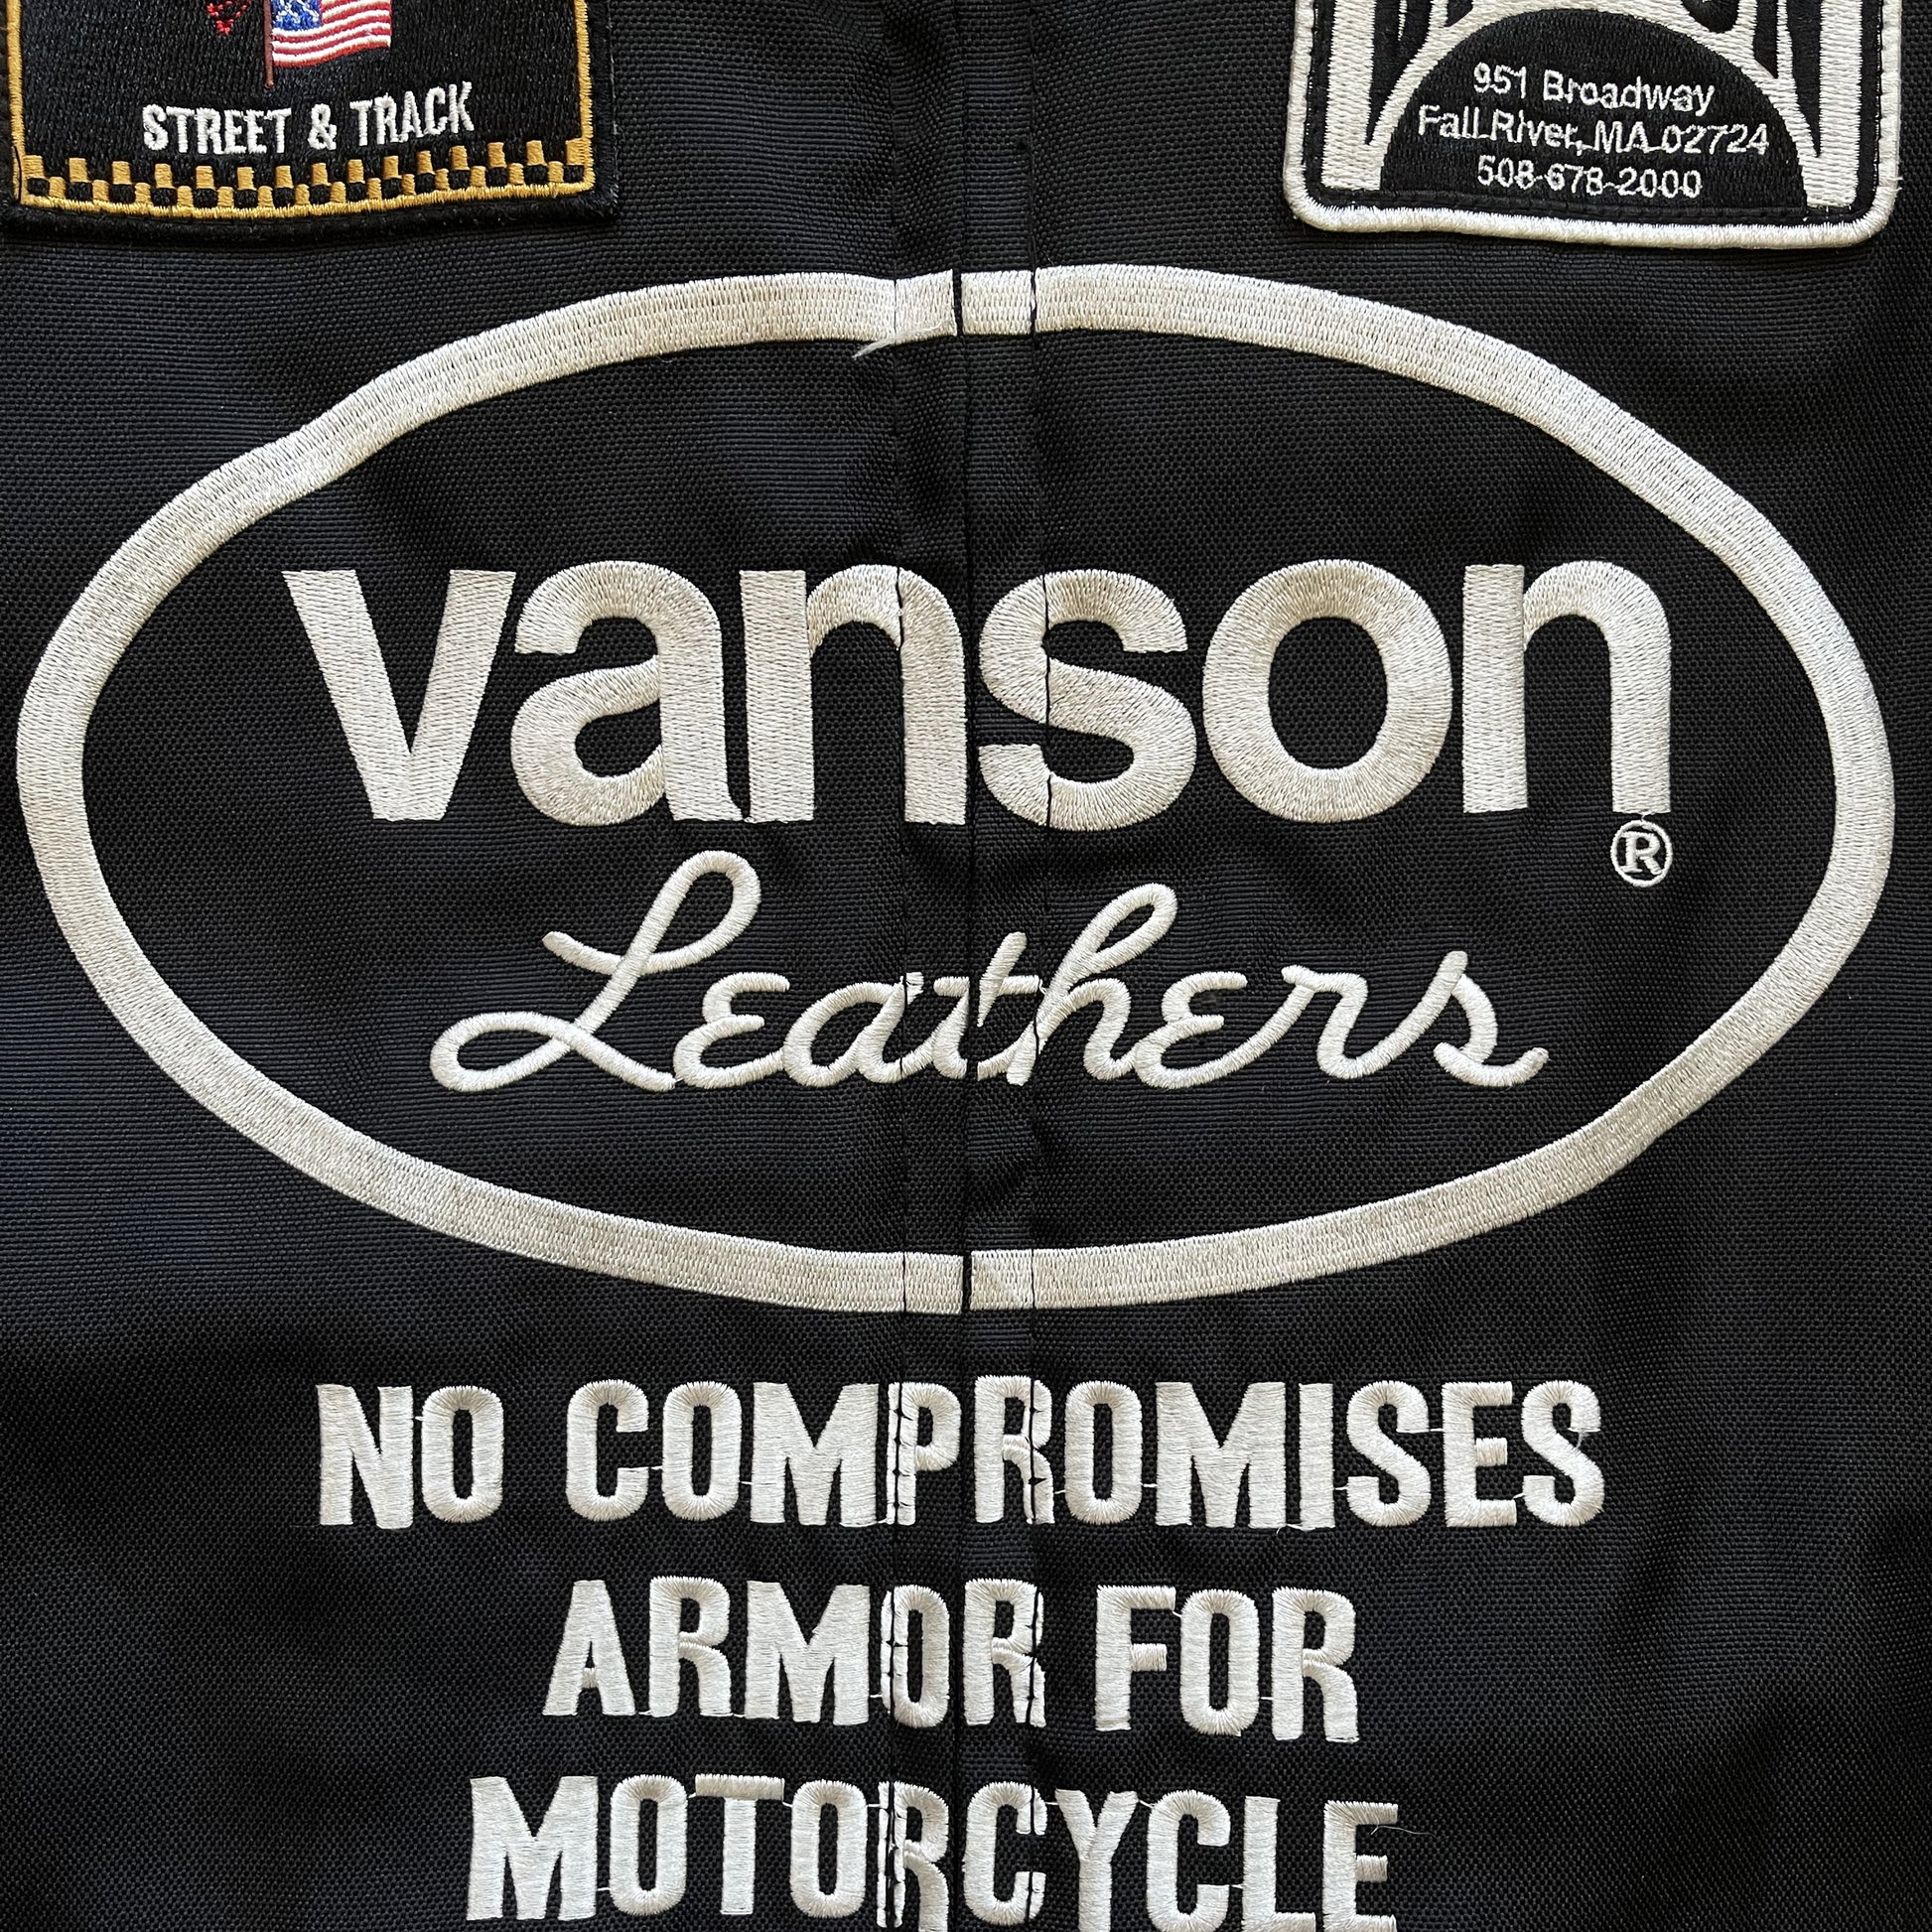 STREET & TRACK
951 Broadway
Fall River, MA 02724
508-678-2000
vanson
®
Leathers
NO COMPROMISES
ARMOR FOR
MOTORCYCLE